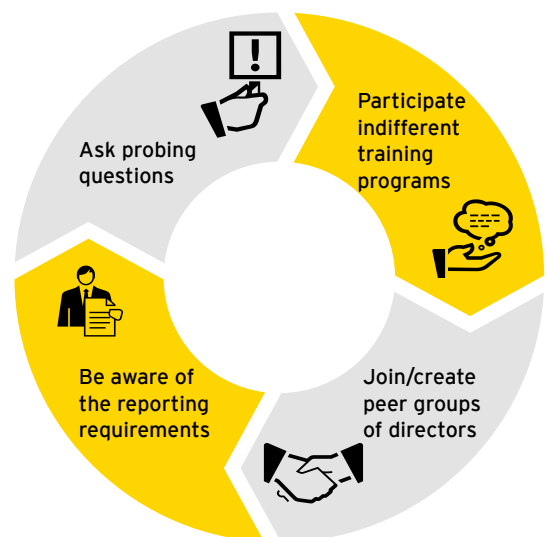 Ask probing
questions
Participate
indifferent
training
programs
Join/create
peer groups
of directors
Be aware of
the reporting
requirements